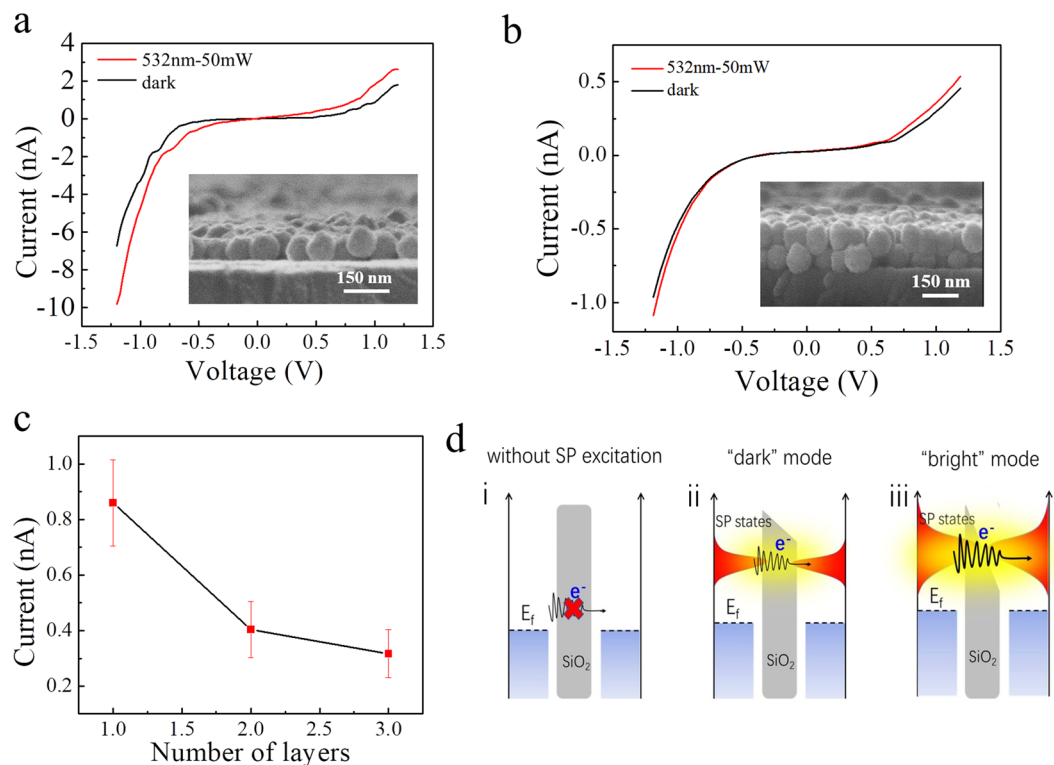 a
532nm-50mW
dark
4
2
0
-2
-4
-6
-8
-10
-1.5
-1.0
-0.5
0.0
0.5
1.0
1.5
Current (nA)
Voltage (V)
150 nm
b
532nm-50mW
dark
0.5
0.0
-0.5
-1.0
-1.5
-1.0
-0.5
0.0
0.5
1.0
1.5
Current (nA)
Voltage (V)
150 nm
c
1.0
0.8
0.6
0.4
0.2
1.0
1.5
2.0
2.5
3.0
Current (nA)
Number of layers
d
without SP excitation
i
e-
Ef
SiO2
"dark" mode
ii
SP states
e-
Ef
SiO2
"bright" mode
iii
SP states
e-
Ef
SiO2